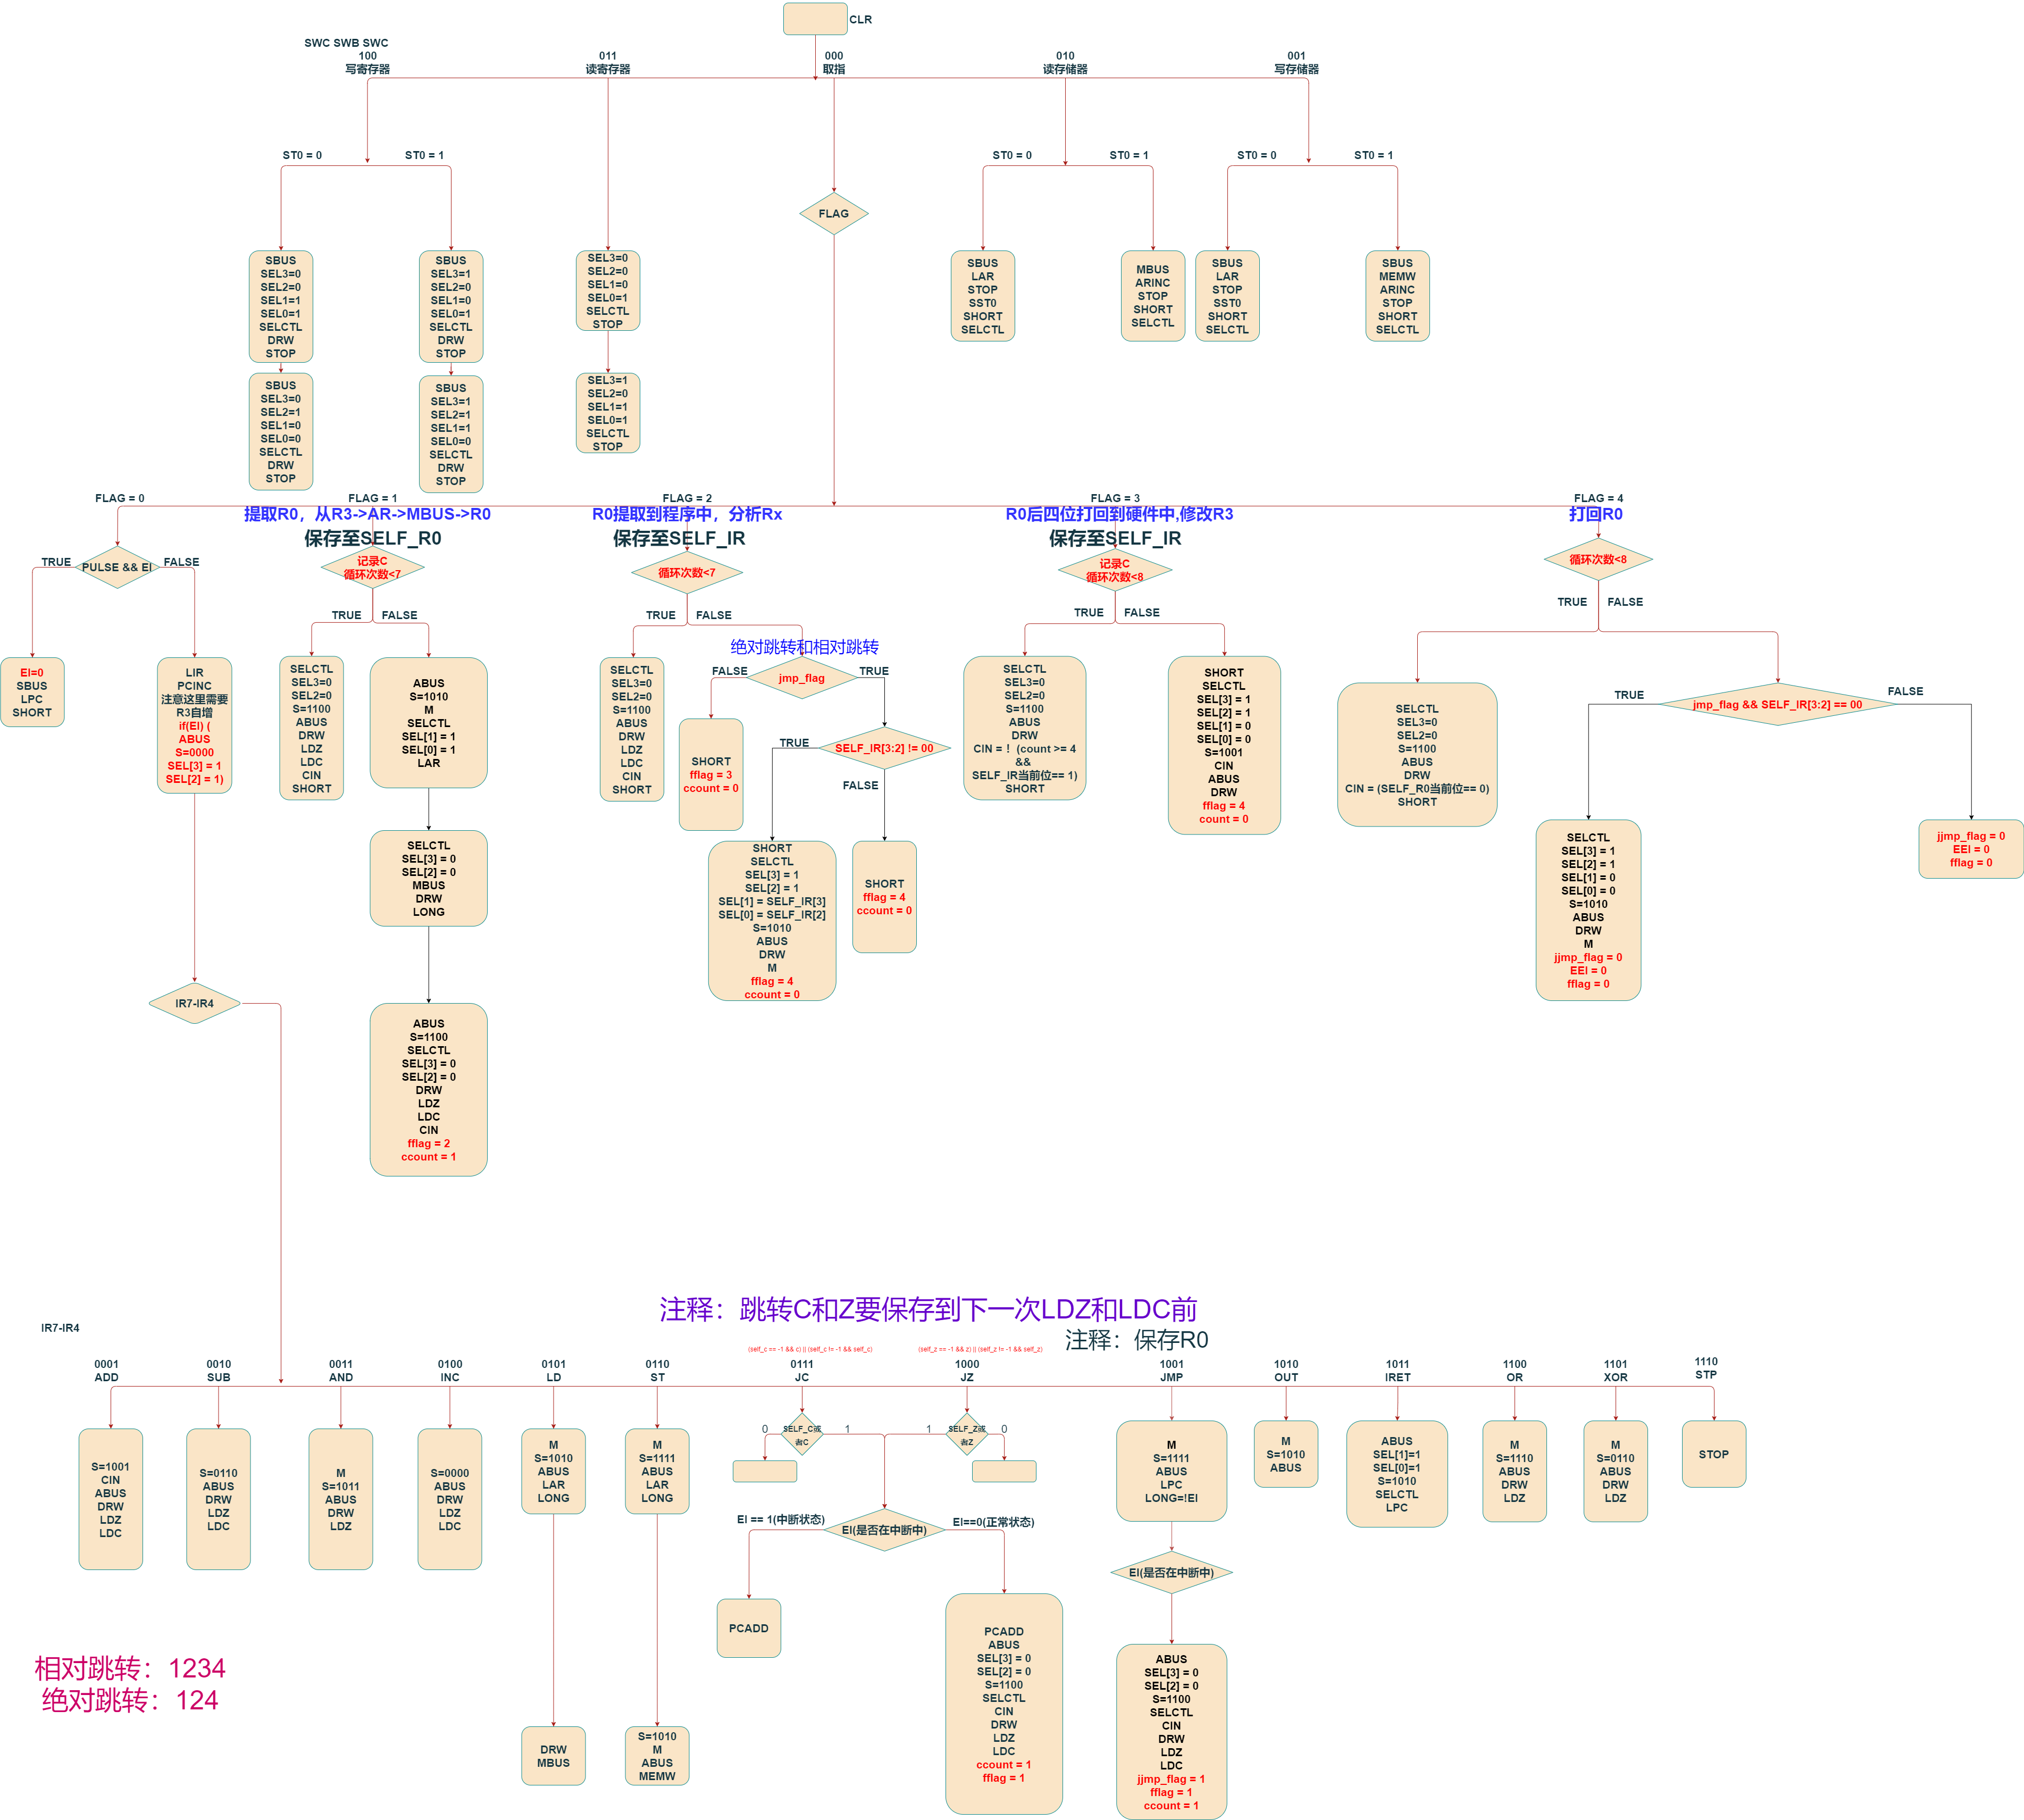 CLR
SWC SWB SWC
100
写寄存器
011
读寄存器
000
取指
010
读存储器
001
写存储器
ST0 = 0
ST0 = 1
ST0 = 0
ST0 = 1
ST0 = 0
ST0 = 1
FLAG
SBUS
SEL3=0
SEL2=0
SEL1=1
SEL0=1
SELCTL
DRW
STOP
SBUS
SEL3=1
SEL2=0
SEL1=0
SEL0=1
SELCTL
DRW
STOP
SEL3=0
SEL2=0
SEL1=0
SEL0=1
SELCTL
STOP
SBUS
LAR
STOP
SST0
SHORT
SELCTL
MBUS
ARINC
STOP
SHORT
SELCTL
SBUS
LAR
STOP
SST0
SHORT
SELCTL
SBUS
MEMW
ARINC
STOP
SHORT
SELCTL
SBUS
SEL3=0
SEL2=1
SEL1=0
SEL0=0
SELCTL
DRW
STOP
SBUS
SEL3=1
SEL2=1
SEL1=1
SEL0=0
SELCTL
DRW
STOP
SEL3=1
SEL2=0
SEL1=1
SEL0=1
SELCTL
STOP
FLAG = 0
FLAG = 1
FLAG = 2
FLAG = 3
FLAG = 4
提取R0，从R3->AR->MBUS->R0
保存至SELF_R0
R0提取到程序中，分析Rx
保存至SELF_IR
R0后四位打回到硬件中,修改R3
保存至SELF_IR
打回R0
TRUE
PULSE && EI
FALSE
记录C
循环次数<7
循环次数<7
记录C
循环次数<8
循环次数<8
TRUE
FALSE
TRUE
FALSE
TRUE
FALSE
TRUE
FALSE
EI=0
SBUS
LPC
SHORT
LIR
PCINC
注意这里需要
R3自增
if(EI) (
ABUS
S=0000
SEL[3] = 1
SEL[2] = 1)
SELCTL
SEL3=0
SEL2=0
S=1100
ABUS
DRW
LDZ
LDC
CIN
SHORT
ABUS
S=1010
M
SELCTL
SEL[1] = 1
SEL[0] = 1
LAR
SELCTL
SEL[3] = 0
SEL[2] = 0
MBUS
DRW
LONG
ABUS
S=1100
SELCTL
SEL[3] = 0
SEL[2] = 0
DRW
LDZ
LDC
CIN
fflag = 2
ccount = 1
SELCTL
SEL3=0
SEL2=0
S=1100
ABUS
DRW
LDZ
LDC
CIN
SHORT
绝对跳转和相对跳转
FALSE
jmp_flag
TRUE
SHORT
fflag = 3
ccount = 0
TRUE
SELF_IR[3:2] != 00
FALSE
SHORT
SELCTL
SEL[3] = 1
SEL[2] = 1
SEL[1] = SELF_IR[3]
SEL[0] = SELF_IR[2]
S=1010
ABUS
DRW
M
fflag = 4
ccount = 0
SHORT
fflag = 4
ccount = 0
SELCTL
SEL3=0
SEL2=0
S=1100
ABUS
DRW
CIN = ！ (count >= 4
&&
SELF_IR当前位== 1)
SHORT
SHORT
SELCTL
SEL[3] = 1
SEL[2] = 1
SEL[1] = 0
SEL[0] = 0
S=1001
CIN
ABUS
DRW
fflag = 4
count = 0
SELCTL
SEL3=0
SEL2=0
S=1100
ABUS
DRW
CIN = (SELF_R0当前位== 0)
SHORT
TRUE
jmp_flag && SELF_IR[3:2] == 00
FALSE
SELCTL
SEL[3] = 1
SEL[2] = 1
SEL[1] = 0
SEL[0] = 0
S=1010
ABUS
DRW
M
jjmp_flag = 0
EEI = 0
fflag = 0
jjmp_flag = 0
EEI = 0
fflag = 0
IR7-IR4
注释：跳转C和Z要保存到下一次LDZ和LDC前
注释：保存R0
IR7-IR4
(self_c == -1 && c) || (self_c != -1 && self_c)
(self_z == -1 && z) || (self_z != -1 && self_z)
0001
ADD
0010
SUB
0011
AND
0100
INC
0101
LD
0110
ST
0111
JC
1000
JZ
1001
JMP
1010
OUT
1011
IRET
1100
OR
1101
XOR
1110
STP
S=1001
CIN
ABUS
DRW
LDZ
LDC
S=0110
ABUS
DRW
LDZ
LDC
M
S=1011
ABUS
DRW
LDZ
S=0000
ABUS
DRW
LDZ
LDC
M
S=1010
ABUS
LAR
LONG
M
S=1111
ABUS
LAR
LONG
0
SELF_C或
者C
1
1
SELF_Z或
者Z
0
M
S=1111
ABUS
LPC
LONG=!EI
M
S=1010
ABUS
ABUS
SEL[1]=1
SEL[0]=1
S=1010
SELCTL
LPC
M
S=1110
ABUS
DRW
LDZ
M
S=0110
ABUS
DRW
LDZ
STOP
EI == 1(中断状态)
EI(是否在中断中)
EI==0(正常状态)
EI(是否在中断中)
PCADD
PCADD
ABUS
SEL[3] = 0
SEL[2] = 0
S=1100
SELCTL
CIN
DRW
LDZ
LDC
ccount = 1
fflag = 1
ABUS
SEL[3] = 0
SEL[2] = 0
S=1100
SELCTL
CIN
DRW
LDZ
LDC
jjmp_flag = 1
fflag = 1
ccount = 1
相对跳转：1234
绝对跳转：124
DRW
MBUS
S=1010
M
ABUS
MEMW